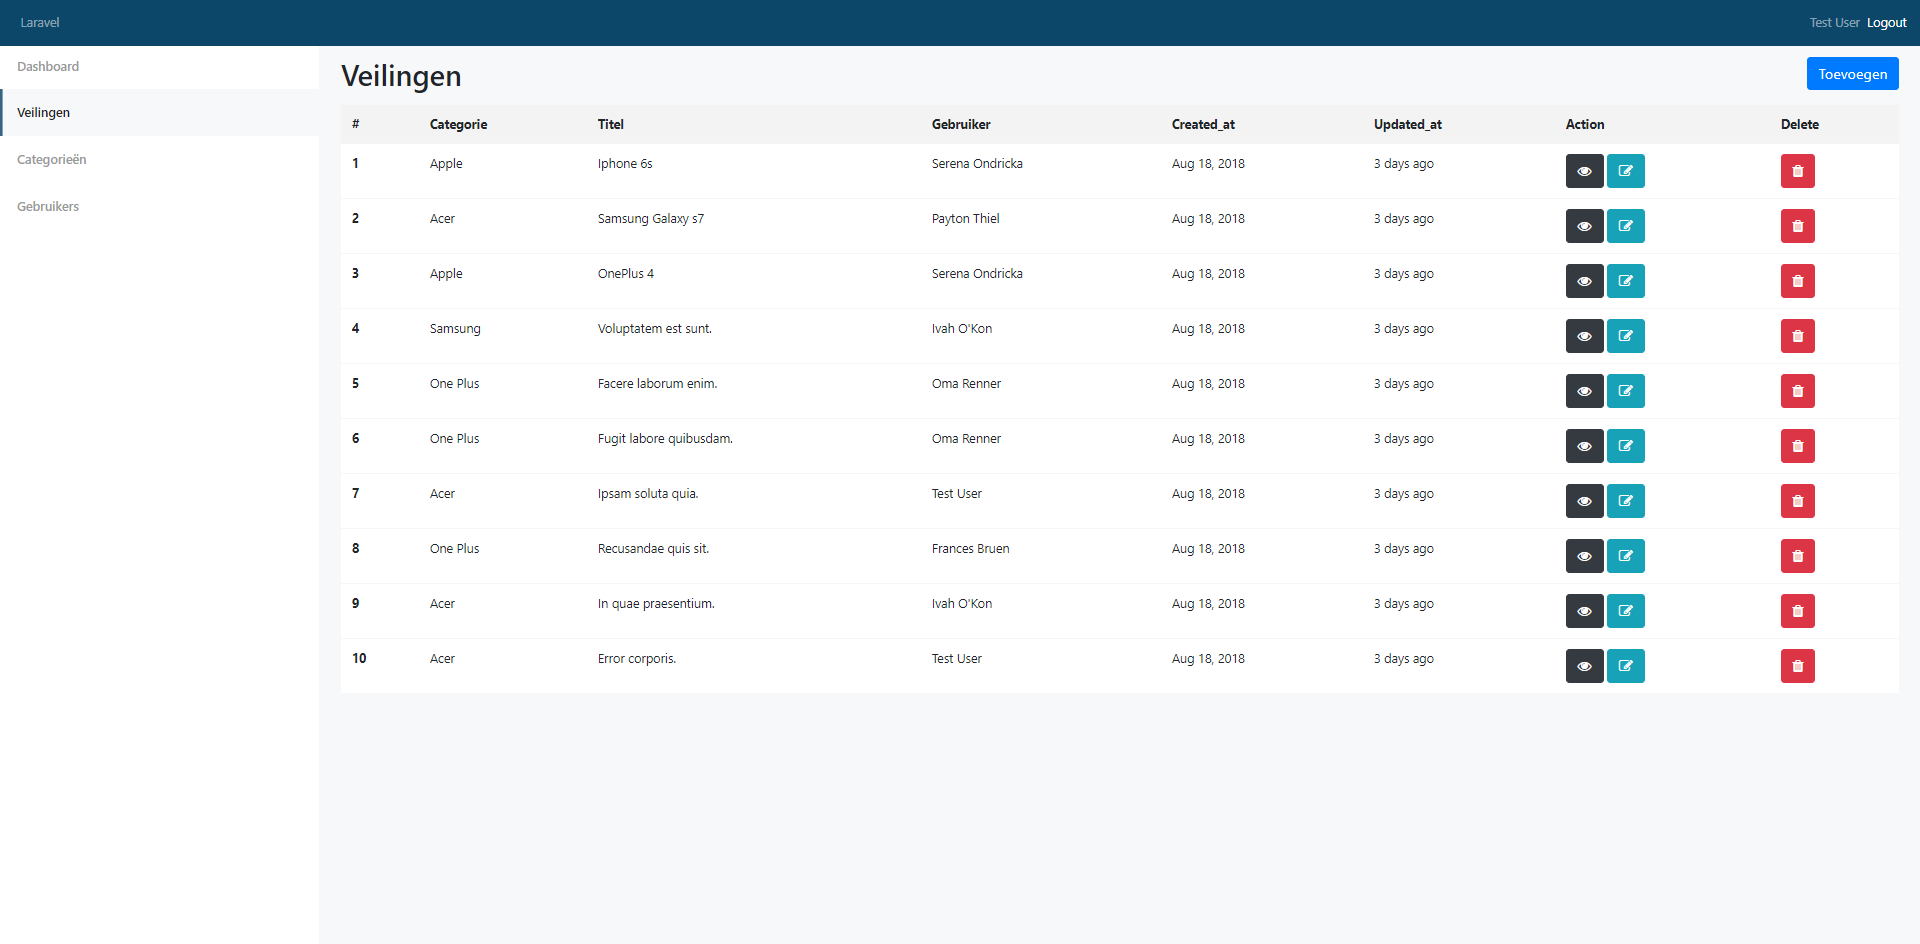 Laravel Test User Logout
Dashboard
Veilingen
Categorieën
Gebruikers
Veilingen Toevoegen
# Categorie Titel Gebruiker Created_at Updated_at Action Delete
1 Apple Iphone 6s Serena Ondricka Aug 18, 2018 3 days ago
2 Acer Samsung Galaxy s7 Payton Thiel Aug 18, 2018 3 days ago
3 Apple OnePlus 4 Serena Ondricka Aug 18, 2018 3 days ago
4 Samsung Voluptatem est sunt. Ivah O'Kon Aug 18, 2018 3 days ago
5 One Plus Facere laborum enim. Oma Renner Aug 18, 2018 3 days ago
6 One Plus Fugit labore quibusdam. Oma Renner Aug 18, 2018 3 days ago
7 Acer Ipsam soluta quia. Test User Aug 18, 2018 3 days ago
8 One Plus Recusandae quis sit. Frances Bruen Aug 18, 2018 3 days ago
9 Acer In quae praesentium. Ivah O'Kon Aug 18, 2018 3 days ago
10 Acer Error corporis. Test User Aug 18, 2018 3 days ago